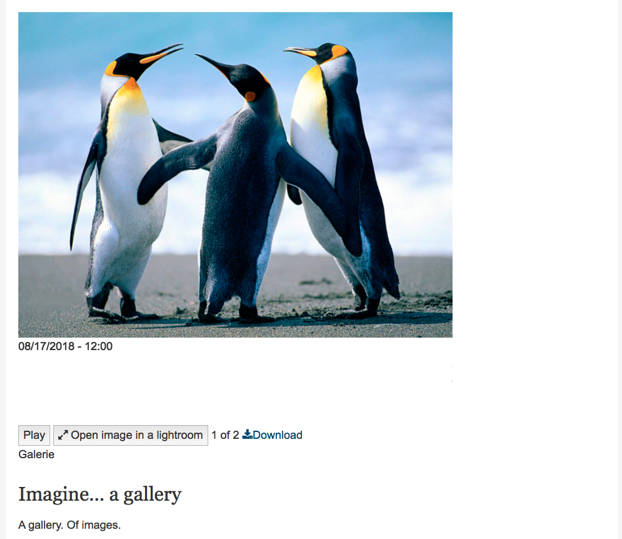 08/17/2018 - 12:00
Play Open image in a lightroom 1 of 2 Download
Galerie
Imagine... a gallery
A gallery. Of images.